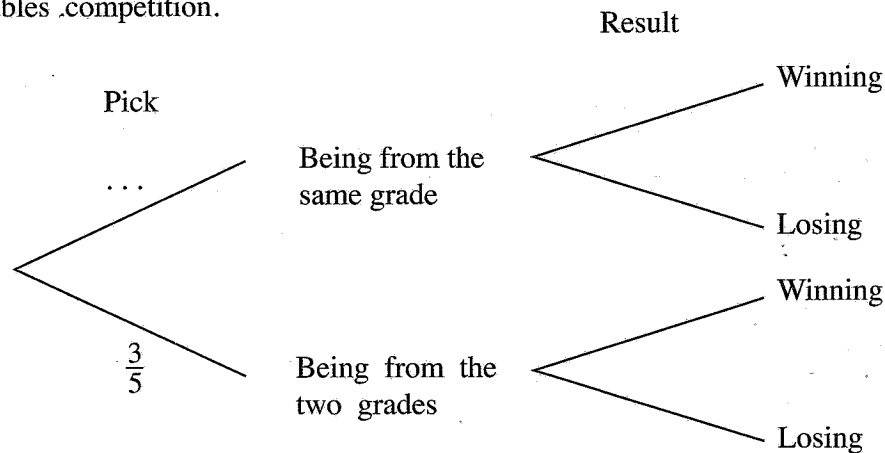 competition.
Result
Winning
Pick
...
Being from the
same grade
Losing
Winning
3
5
Being from the
two grades
Losing